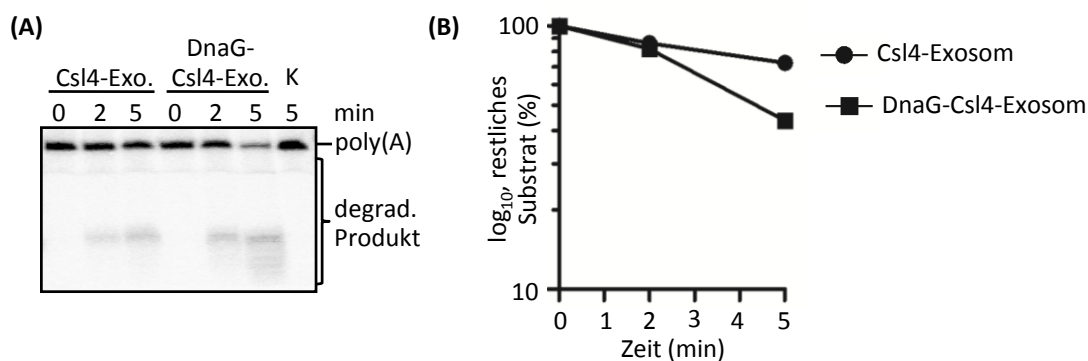 (A)
DnaG-
Csl4-Exo. Csl4-Exo. K
0 2 5 0 2 5 5 min
poly(A)
degrad.
Produkt
(B)
log₁₀, restliches
Substrat (%)
100
10
0 1 2 3 4 5
Zeit (min)
Csl4-Exosom
DnaG-Csl4-Exosom